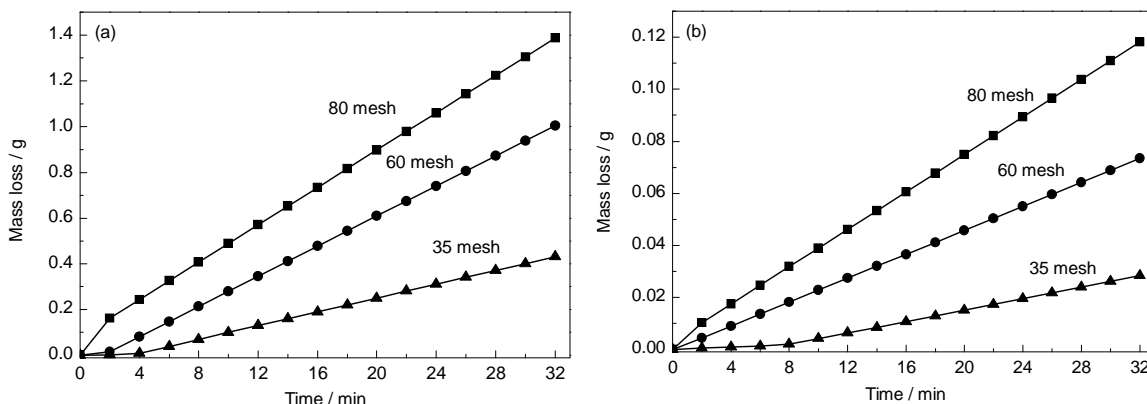 (a)
Mass loss / g
1.4
1.2
1.0
0.8
0.6
0.4
0.2
0.0
80 mesh
60 mesh
35 mesh
0 4 8 12 16 20 24 28 32
Time / min
(b)
Mass loss / g
0.12
0.10
0.08
0.06
0.04
0.02
0.00
80 mesh
60 mesh
35 mesh
0 4 8 12 16 20 24 28 32
Time / min